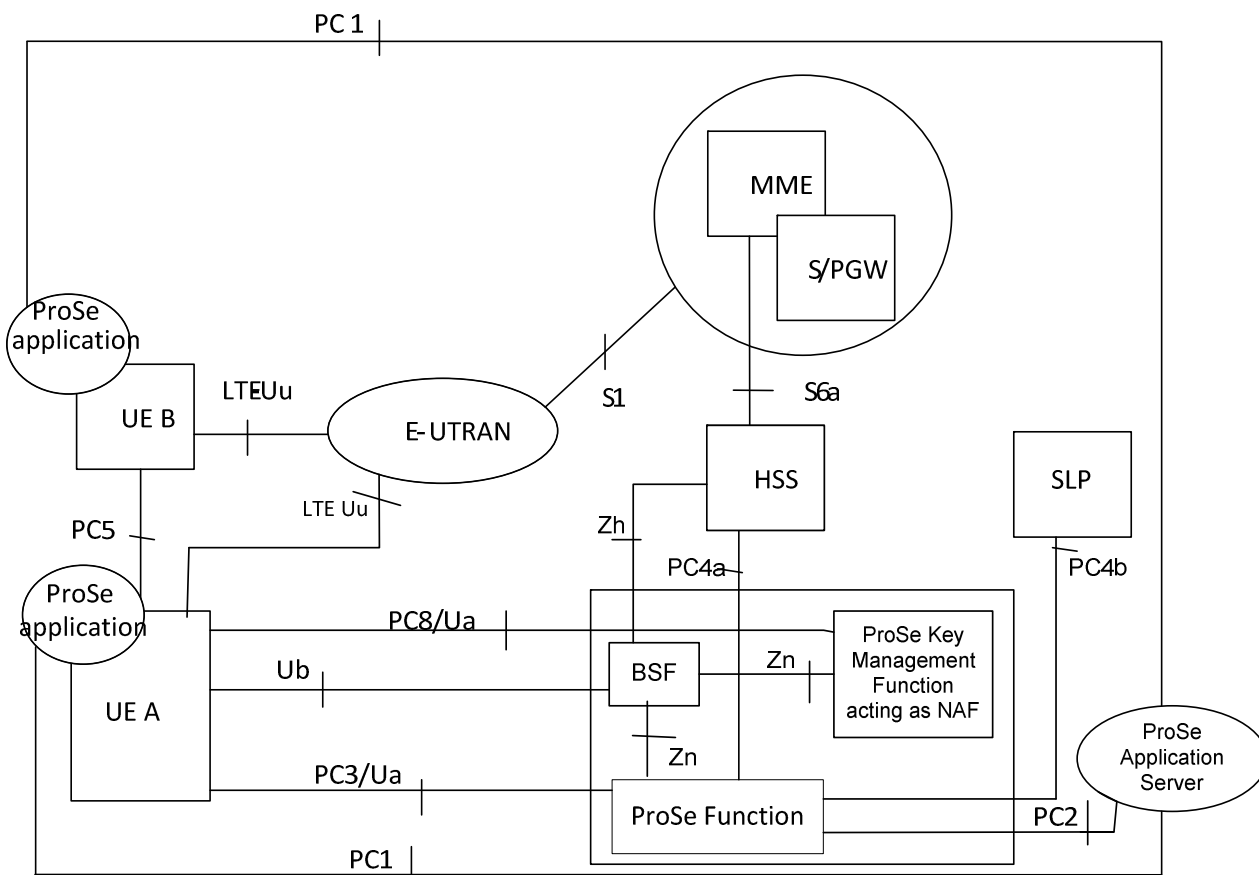 PC 1
MME
S/PGW
ProSe
application
LTE-Uu
S1
S6a
UE B
E-UTRAN
HSS
SLP
LTE Uu
PC5
Zh
PC4a
PC4b
ProSe
application
PC8/Ua
ProSe Key
Management
Function
acting as NAF
Ub
BSF
Zn
UE A
Zn
ProSe
Application
Server
PC3/Ua
ProSe Function
PC2
PC1